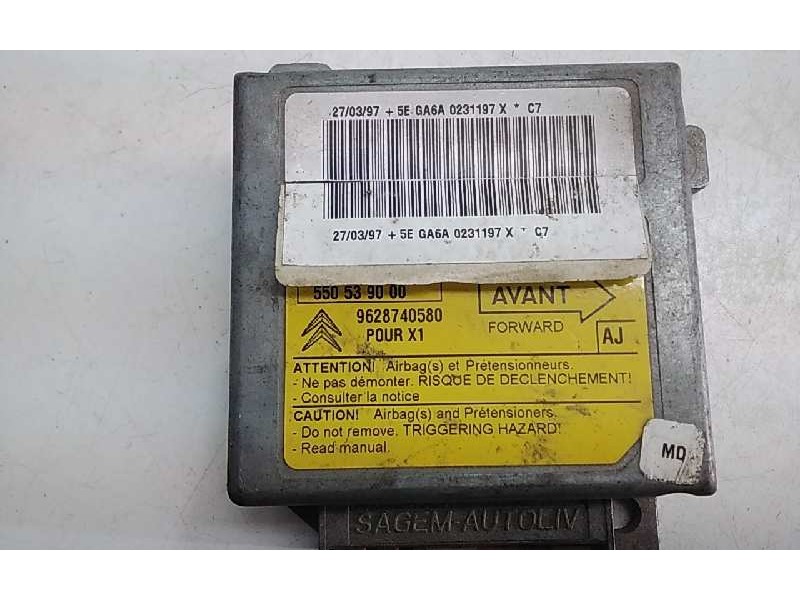 27/03/97 + 5E GA6A 0231197 X * C7
27/03/97 + 5E GA6A 0231197 X * C7
550 53 90 00
AVANT
9628740580
FORWARD
POUR X1
AJ
ATTENTION! Airbag(s) et Prétensionneurs.
- Ne pas démonter. RISQUE DE DECLENCHEMENT!
- Consulter la notice
CAUTION! Airbag(s) and Prétensioners.
- Do not remove. TRIGGERING HAZARD!
- Read manual.
MD
SAGEM-AUTOLIV